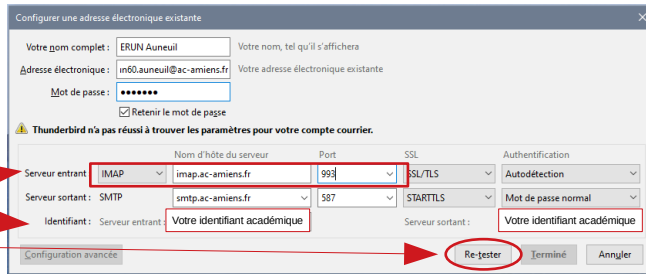 Configurer une adresse électronique existante
Votre nom complet : ERUN Auneuil Votre nom, tel qu'il s'affichera
Adresse électronique : ın60.auneuil@ac-amiens.fr Votre adresse électronique existante
Mot de passe : •••••••
Retenir le mot de passe
Thunderbird n'a pas réussi à trouver les paramètres pour votre compte courrier.
Nom d'hôte du serveur Port SSL Authentification
Serveur entrant : IMAP imap.ac-amiens.fr 993 SSL/TLS Autodétection
Serveur sortant : SMTP smtp.ac-amiens.fr 587 STARTTLS Mot de passe normal
Identifiant : Serveur entrant : Votre identifiant académique Serveur sortant : Votre identifiant académique
Configuration avancée Re-tester Terminé Annuler